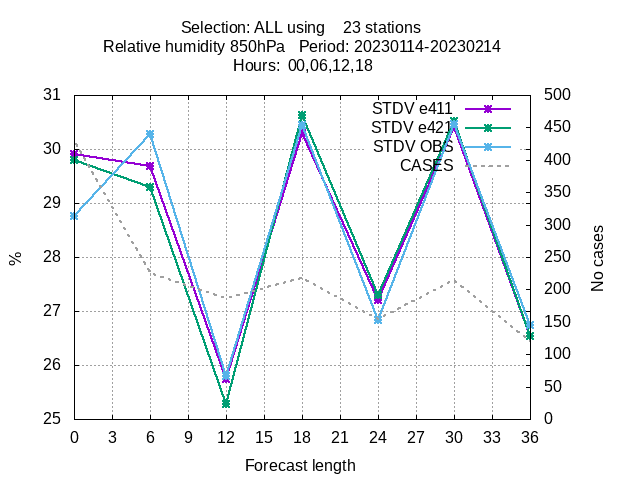 Selection: ALL using    23 stations
Relative humidity 850hPa   Period: 20230114-20230214
Hours:  00,06,12,18
31
30
29
28
27
26
25
%
500
450
400
350
300
250
200
150
100
50
0
No cases
STDV e411
STDV e421
STDV OBS
CASES
0 3 6 9 12 15 18 21 24 27 30 33 36
Forecast length